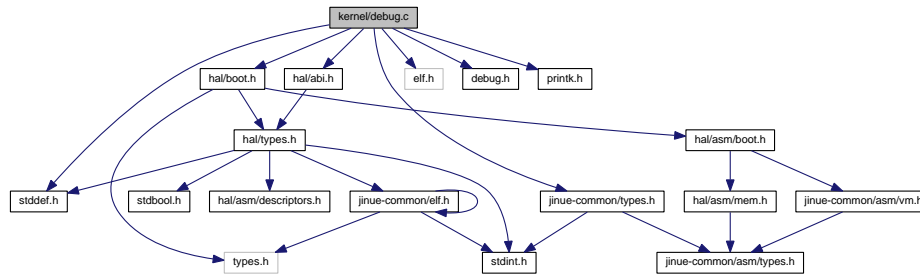 kernel/debug.c
hal/boot.h
hal/abi.h
elf.h
debug.h
printk.h
hal/types.h
hal/asm/boot.h
stddef.h
stdbool.h
hal/asm/descriptors.h
jinue-common/elf.h
jinue-common/types.h
hal/asm/mem.h
jinue-common/asm/vm.h
types.h
stdint.h
jinue-common/asm/types.h